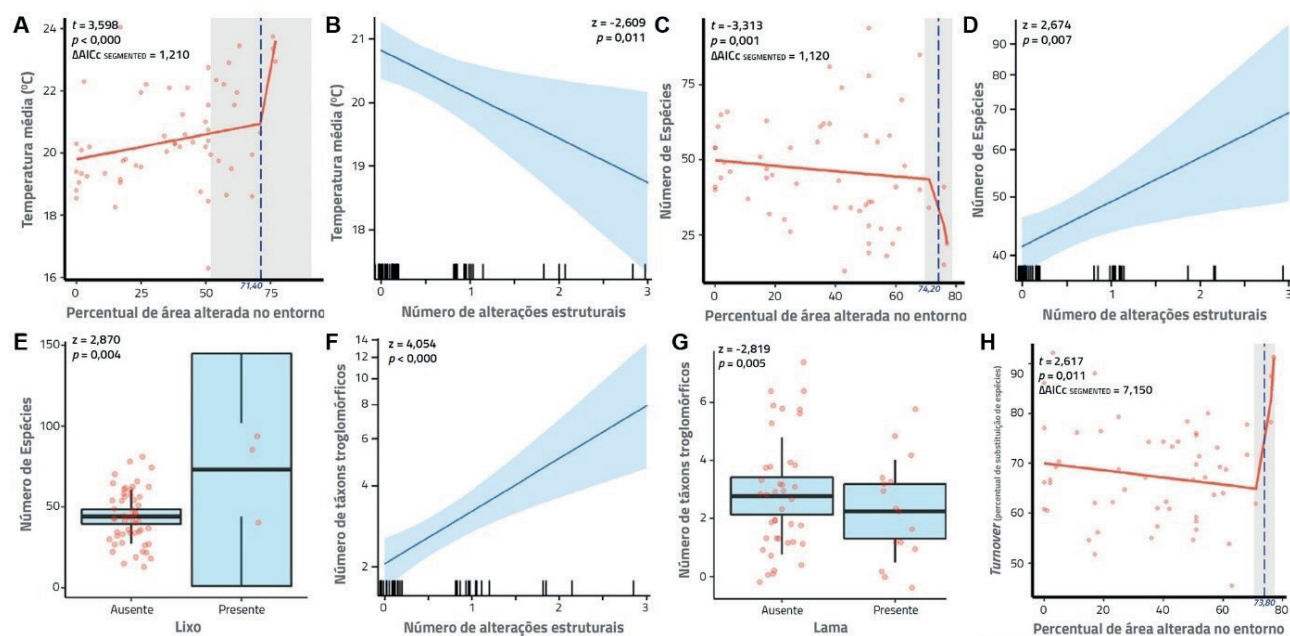 A
t = 3,598
p < 0,000
ΔAICc SEGMENTED = 1,210
Temperatura média (ºC)
24
22
20
18
16
0
25
50
75
71,40
Percentual de área alterada no entorno
B
z = -2,609
p = 0,011
Temperatura média (ºC)
21
20
19
18
0
1
2
3
Número de alterações estruturais
C
t = -3,313
p = 0,001
ΔAICc SEGMENTED = 1,120
Número de Espécies
75
50
25
0
20
40
60
80
74,20
Percentual de área alterada no entorno
D
z = 2,674
p = 0,007
Número de Espécies
90
80
70
60
50
40
0
1
2
3
Número de alterações estruturais
E
z = 2,870
p = 0,004
Número de Espécies
150
100
50
0
Ausente
Presente
Lixo
F
z = 4,054
p < 0,000
Número de táxons troglomórficos
14
12
10
8
6
4
2
0
1
2
3
Número de alterações estruturais
G
z = -2,819
p = 0,005
Número de táxons troglomórficos
8
6
4
2
0
Ausente
Presente
Lama
H
t = 2,617
p = 0,011
ΔAICc SEGMENTED = 7,150
Turnover (percentual de substituição de espécies)
90
80
70
60
50
0
20
40
60
80
73,80
Percentual de área alterada no entorno